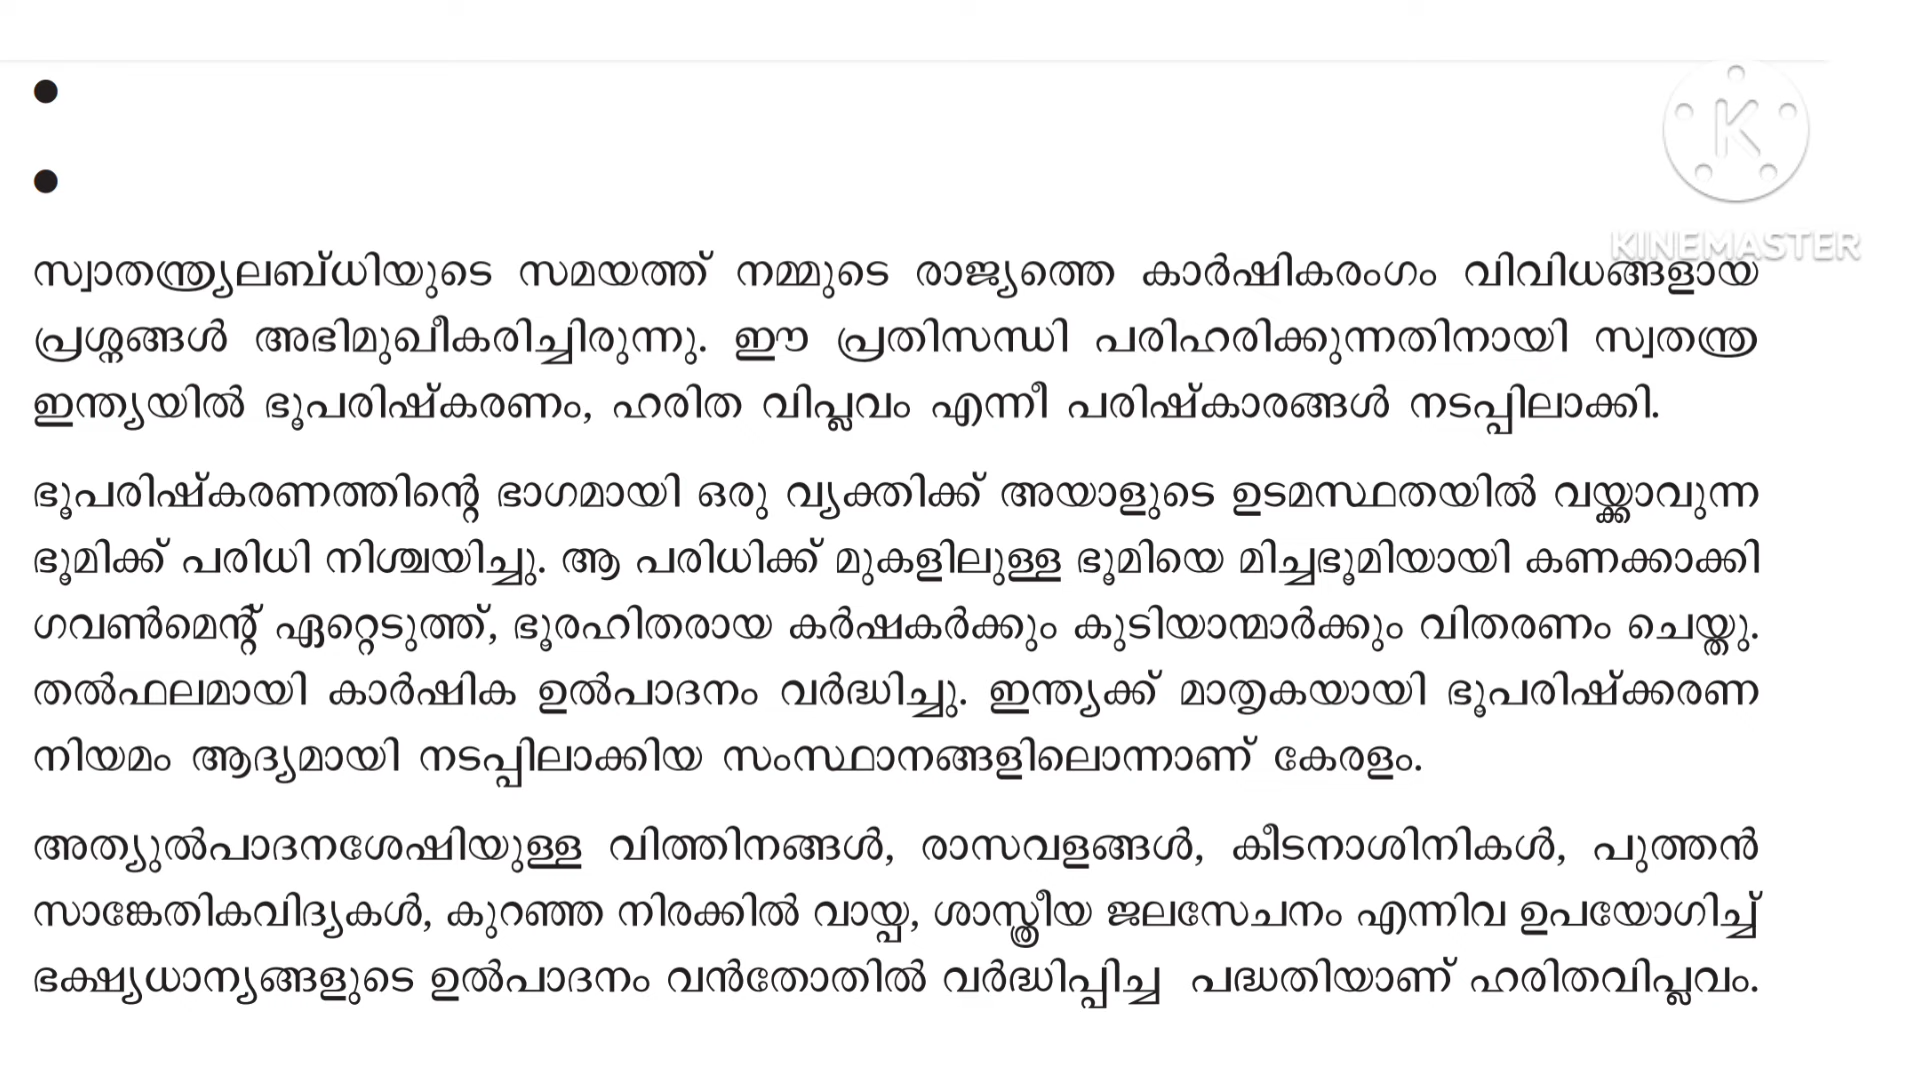 ●
●
KINEMASTER
സ്വാതന്ത്ര്യലബ്ധിയുടെ സമയത്ത് നമ്മുടെ രാജ്യത്തെ കാർഷികരംഗം വിവിധങ്ങളായ
പ്രശ്നങ്ങൾ അഭിമുഖീകരിച്ചിരുന്നു. ഈ പ്രതിസന്ധി പരിഹരിക്കുന്നതിനായി സ്വതന്ത്ര
ഇന്ത്യയിൽ ഭൂപരിഷ്കരണം, ഹരിത വിപ്ലവം എന്നീ പരിഷ്കാരങ്ങൾ നടപ്പിലാക്കി.
ഭൂപരിഷ്കരണത്തിന്റെ ഭാഗമായി ഒരു വ്യക്തിക്ക് അയാളുടെ ഉടമസ്ഥതയിൽ വയ്ക്കാവുന്ന
ഭൂമിക്ക് പരിധി നിശ്ചയിച്ചു. ആ പരിധിക്ക് മുകളിലുള്ള ഭൂമിയെ മിച്ചഭൂമിയായി കണക്കാക്കി
ഗവൺമെന്റ് ഏറ്റെടുത്ത്, ഭൂരഹിതരായ കർഷകർക്കും കുടിയാന്മാർക്കും വിതരണം ചെയ്തു.
തൽഫലമായി കാർഷിക ഉൽപാദനം വർദ്ധിച്ചു. ഇന്ത്യക്ക് മാതൃകയായി ഭൂപരിഷ്ക്കരണ
നിയമം ആദ്യമായി നടപ്പിലാക്കിയ സംസ്ഥാനങ്ങളിലൊന്നാണ് കേരളം.
അത്യുൽപാദനശേഷിയുള്ള വിത്തിനങ്ങൾ, രാസവളങ്ങൾ, കീടനാശിനികൾ, പുത്തൻ
സാങ്കേതികവിദ്യകൾ, കുറഞ്ഞ നിരക്കിൽ വായ്പ, ശാസ്ത്രീയ ജലസേചനം എന്നിവ ഉപയോഗിച്ച്
ഭക്ഷ്യധാന്യങ്ങളുടെ ഉൽപാദനം വൻതോതിൽ വർദ്ധിപ്പിച്ച പദ്ധതിയാണ് ഹരിതവിപ്ലവം.